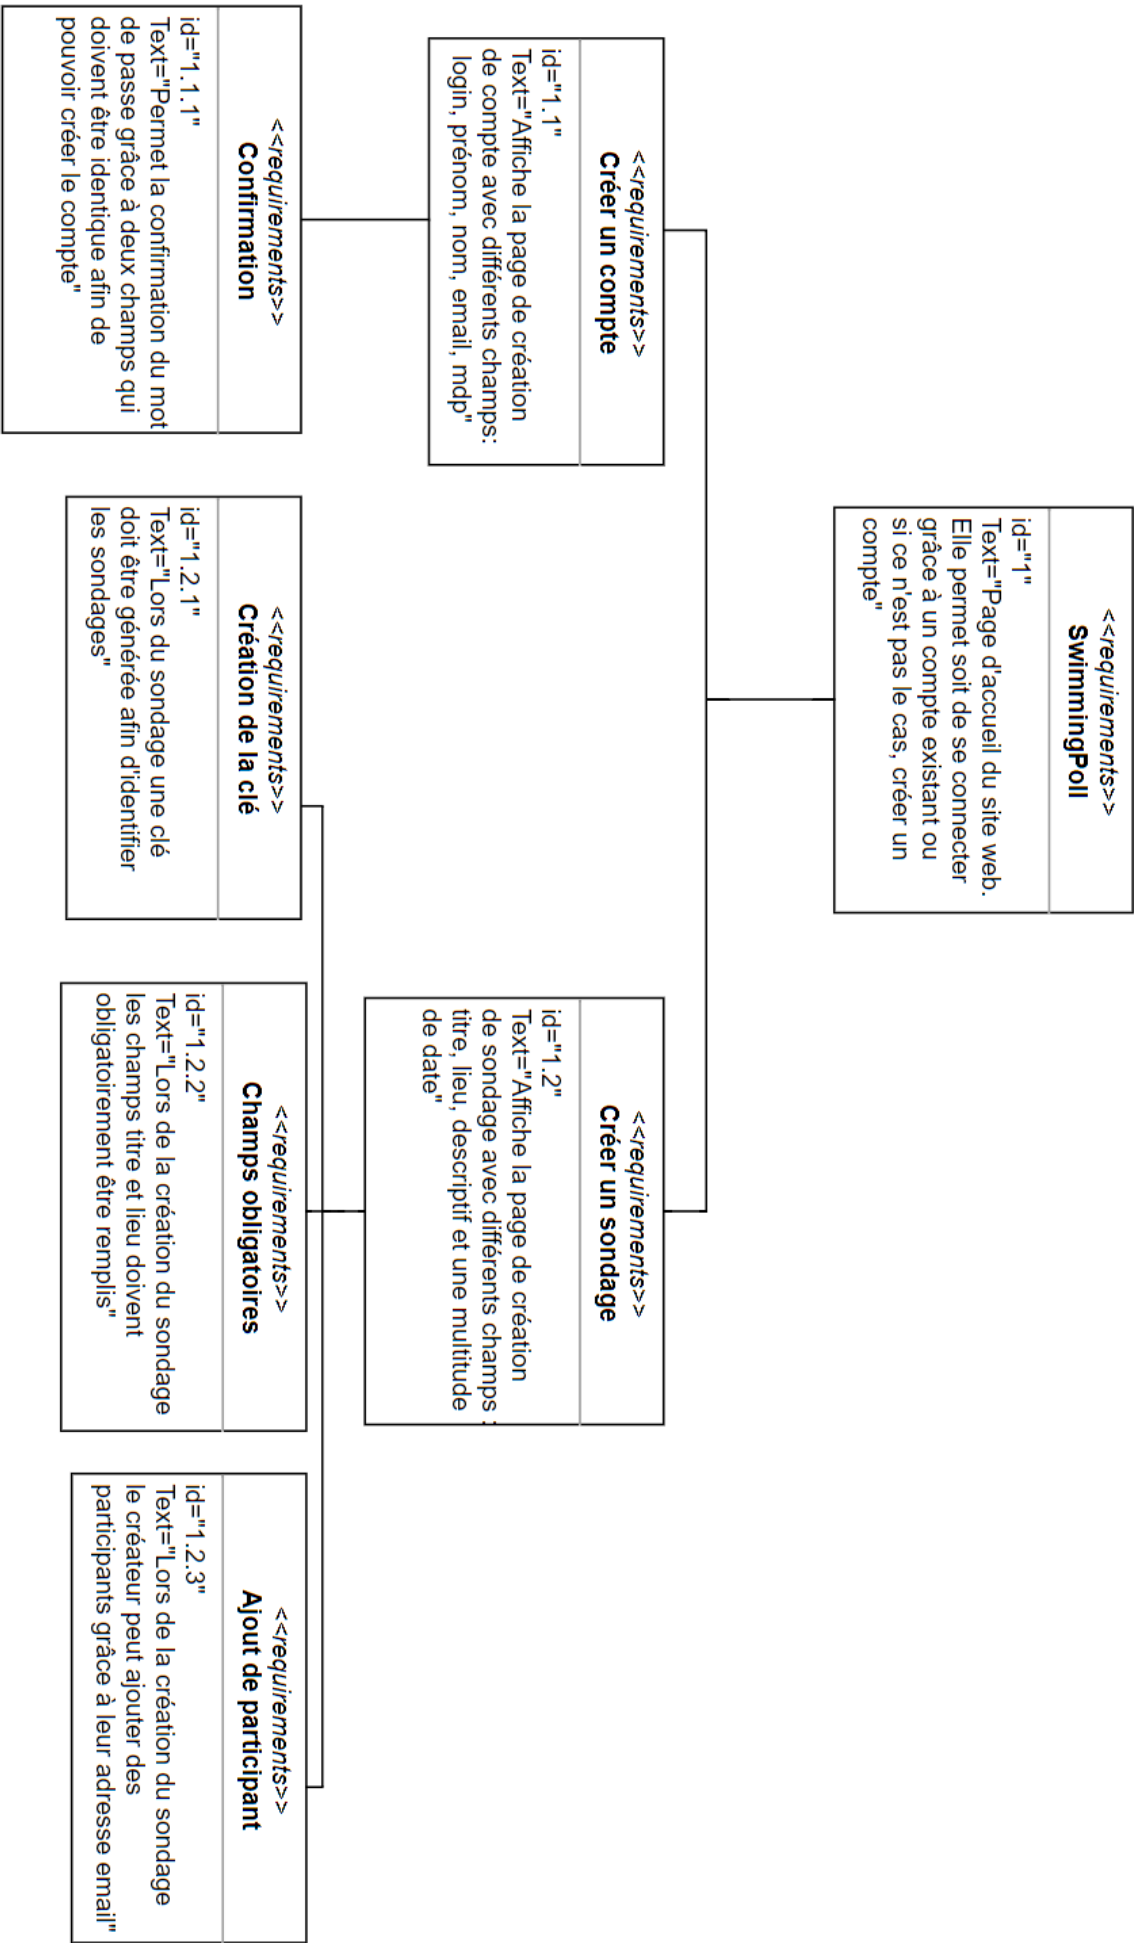 <<requirements>>
SwimmingPoll
id="1"
Text="Page d'accueil du site web.
Elle permet soit de se connecter
grâce à un compte existant ou
si ce n'est pas le cas, créer un
compte"
<<requirements>>
Créer un compte
id="1.1"
Text="Affiche la page de création
de compte avec différents champs:
login, prénom, nom, email, mdp"
<<requirements>>
Créer un sondage
id="1.2"
Text="Affiche la page de création
de sondage avec différents champs :
titre, lieu, descriptif et une multitude
de date"
<<requirements>>
Confirmation
id="1.1.1"
Text="Permet la confirmation du mot
de passe grâce à deux champs qui
doivent être identique afin de
pouvoir créer le compte"
<<requirements>>
Création de la clé
id="1.2.1"
Text="Lors du sondage une clé
doit être générée afin d'identifier
les sondages"
<<requirements>>
Champs obligatoires
id="1.2.2"
Text="Lors de la création du sondage
les champs titre et lieu doivent
obligatoirement être remplis"
<<requirements>>
Ajout de participant
id="1.2.3"
Text="Lors de la création du sondage
le créateur peut ajouter des
participants grâce à leur adresse email"